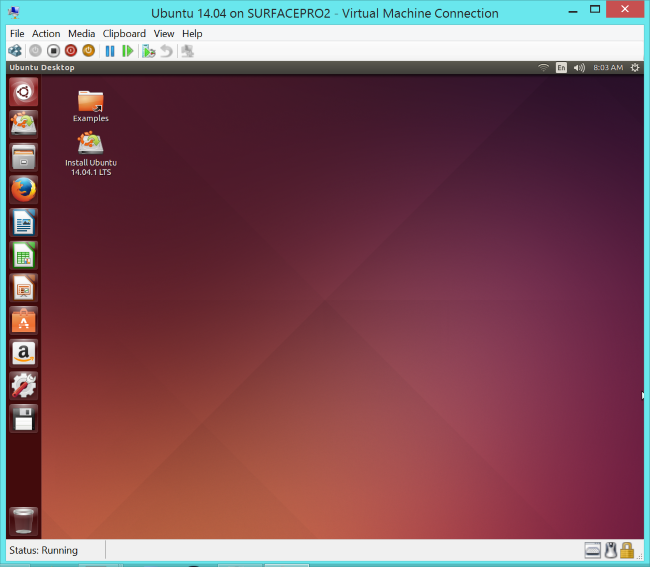 Ubuntu 14.04 on SURFACEPRO2 - Virtual Machine Connection
File Action Media Clipboard View Help
Ubuntu Desktop
En
8:03 AM
Examples
Install Ubuntu
14.04.1 LTS
Status: Running